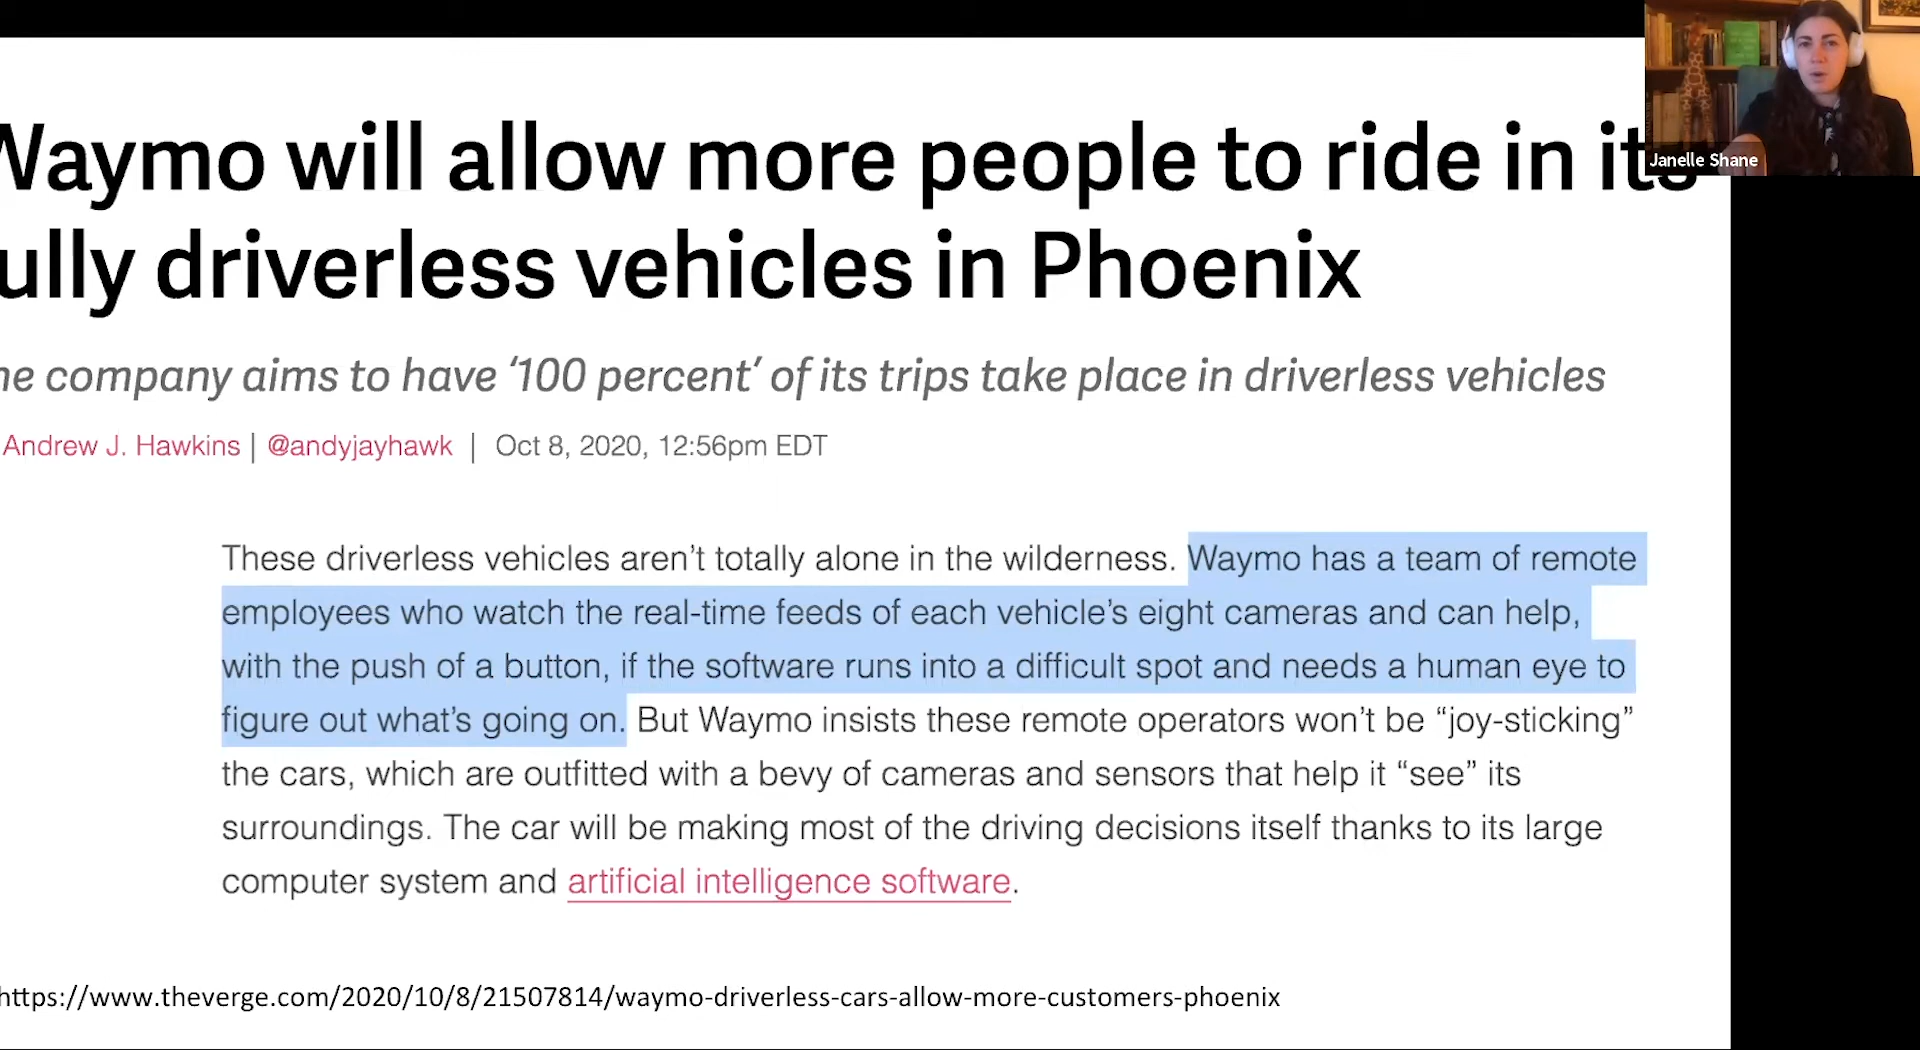 Waymo will allow more people to ride in its
ully driverless vehicles in Phoenix
he company aims to have ‘100 percent’ of its trips take place in driverless vehicles
Andrew J. Hawkins | @andyjayhawk | Oct 8, 2020, 12:56pm EDT
These driverless vehicles aren’t totally alone in the wilderness. Waymo has a team of remote
employees who watch the real-time feeds of each vehicle’s eight cameras and can help,
with the push of a button, if the software runs into a difficult spot and needs a human eye to
figure out what’s going on. But Waymo insists these remote operators won’t be “joy-sticking”
the cars, which are outfitted with a bevy of cameras and sensors that help it “see” its
surroundings. The car will be making most of the driving decisions itself thanks to its large
computer system and artificial intelligence software.
https://www.theverge.com/2020/10/8/21507814/waymo-driverless-cars-allow-more-customers-phoenix
Janelle Shane